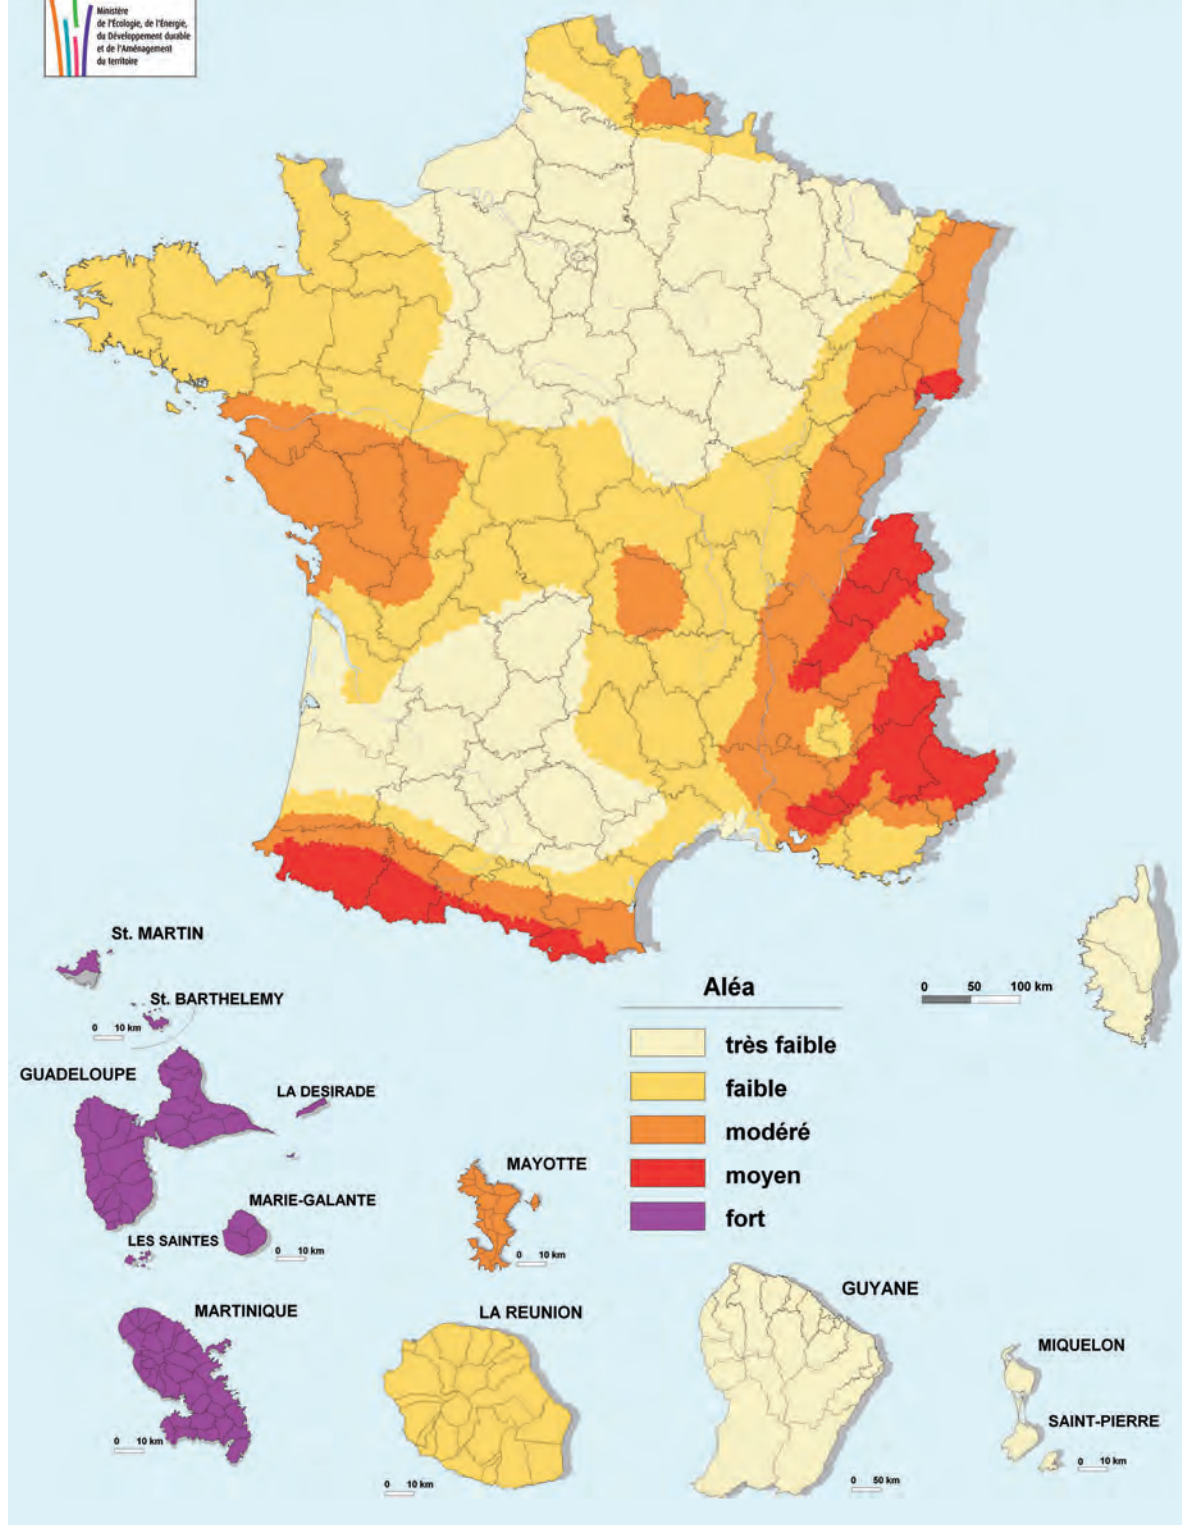 Ministère
de l'Écologie, de l'Énergie,
du Développement durable
et de l'Aménagement
du territoire
St. MARTIN
St. BARTHELEMY
0 10 km
GUADELOUPE
LA DESIRADE
MARIE-GALANTE
LES SAINTES
0 10 km
MARTINIQUE
0 10 km
MAYOTTE
0 10 km
LA REUNION
0 10 km
Aléa
très faible
faible
modéré
moyen
fort
0 50 100 km
GUYANE
0 50 km
MIQUELON
SAINT-PIERRE
0 10 km